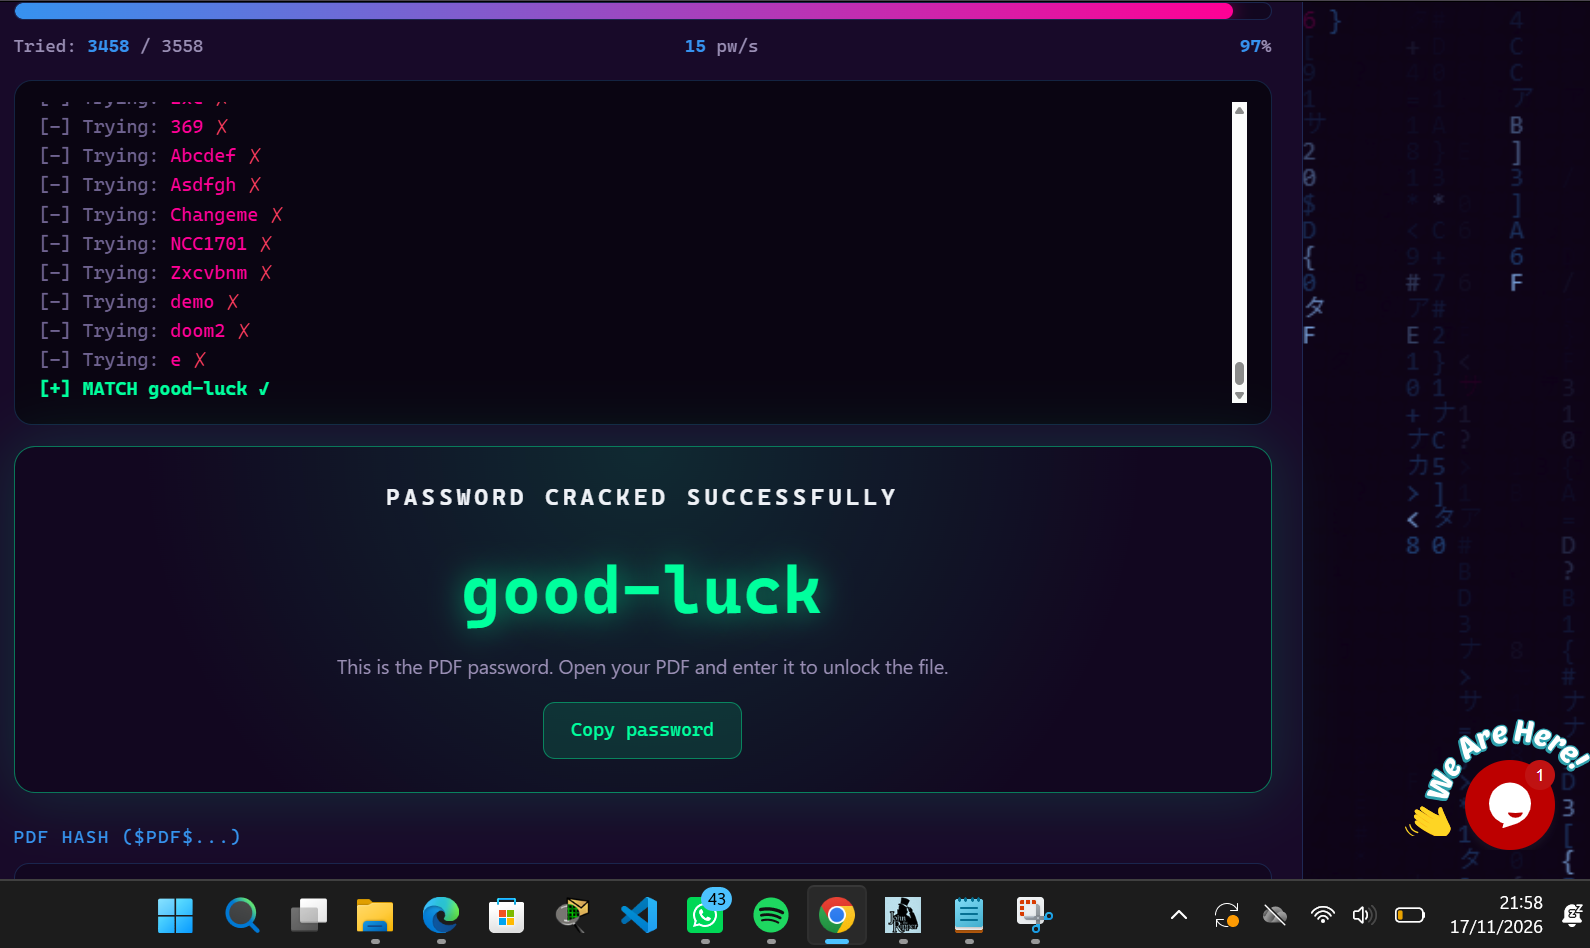 Tried: 3458 / 3558
15 pw/s
97%
[-] Trying: 369 ✗
[-] Trying: Abcdef ✗
[-] Trying: Asdfgh ✗
[-] Trying: Changeme ✗
[-] Trying: NCC1701 ✗
[-] Trying: Zxcvbnm ✗
[-] Trying: demo ✗
[-] Trying: doom2 ✗
[-] Trying: e ✗
[+] MATCH good-luck ✓
PASSWORD CRACKED SUCCESSFULLY
good-luck
This is the PDF password. Open your PDF and enter it to unlock the file.
Copy password
We Are Here!
1
PDF HASH ($PDF$...)
43
21:58
17/11/2026